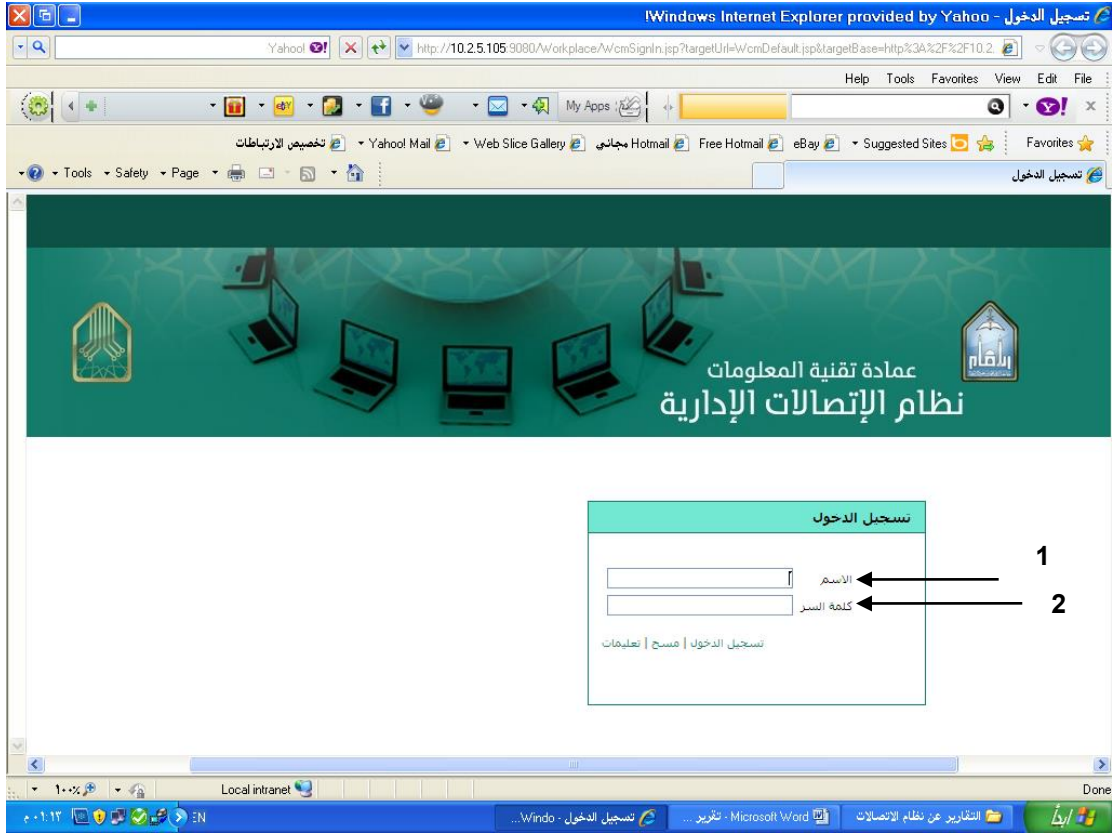 تسجيل الدخول - Windows Internet Explorer provided by Yahoo!
http://10.2.5.105:9080/Workplace/WcmSignIn.jsp?targetUrl=WcmDefault.jsp&targetBase=http%3A%2F%2F10.2.
Yahoo!
File Edit View Favorites Tools Help
My Apps
Favorites Suggested Sites eBay Free Hotmail Hotmail مجاني Web Slice Gallery Yahoo! Mail تخصيص الارتباطات
تسجيل الدخول
Page Safety Tools
عمادة تقنية المعلومات
نظام الإتصالات الإدارية
تسجيل الدخول
1
الاسم
2
كلمة السر
تسجيل الدخول | مسح | تعليمات
Done
Local intranet
١٠٠%
ابدأ
التقارير عن نظام الاتصالات
تقرير ... - Microsoft Word
تسجيل الدخول - Windo...
EN
٠١:١٣ م